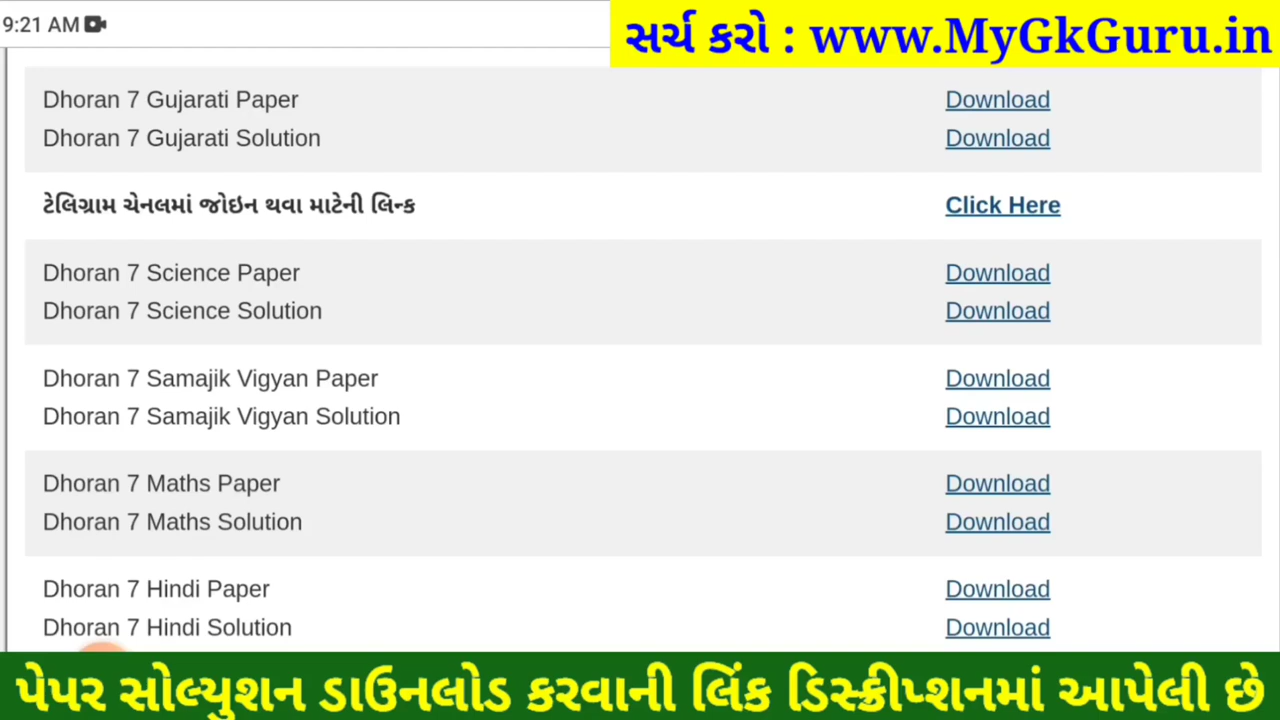 9:21 AM
સર્ચ કરો : www.MyGkGuru.in
Dhoran 7 Gujarati Paper Download
Dhoran 7 Gujarati Solution Download
ટેલિગ્રામ ચેનલમાં જોઇન થવા માટેની લિન્ક Click Here
Dhoran 7 Science Paper Download
Dhoran 7 Science Solution Download
Dhoran 7 Samajik Vigyan Paper Download
Dhoran 7 Samajik Vigyan Solution Download
Dhoran 7 Maths Paper Download
Dhoran 7 Maths Solution Download
Dhoran 7 Hindi Paper Download
Dhoran 7 Hindi Solution Download
પેપર સોલ્યુશન ડાઉનલોડ કરવાની લિંક ડિસ્ક્રીપ્શનમાં આપેલી છે